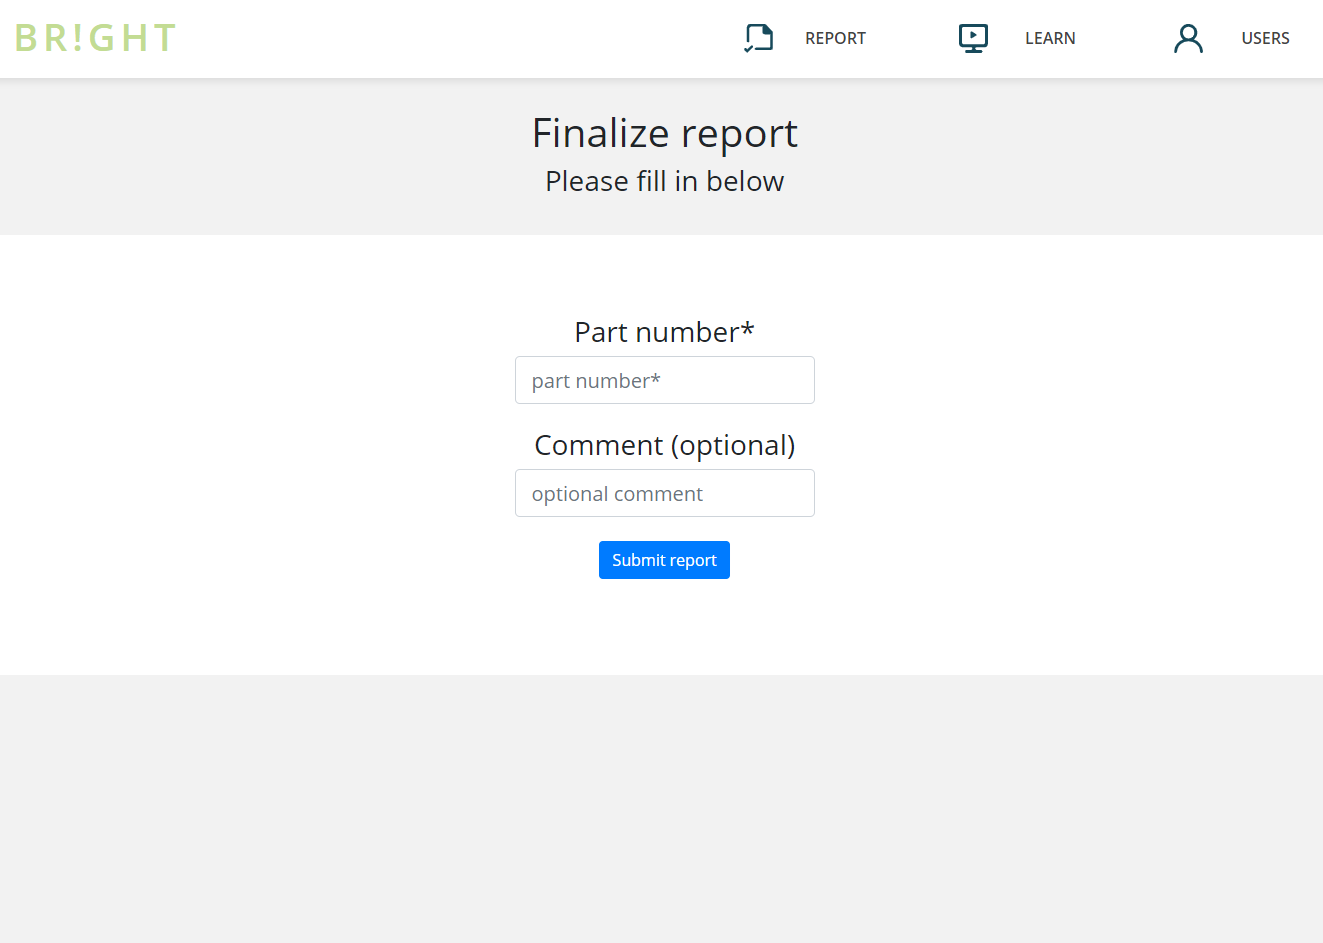 BR!GHT
REPORT
LEARN
USERS
Finalize report
Please fill in below
Part number*
part number*
Comment (optional)
optional comment
Submit report